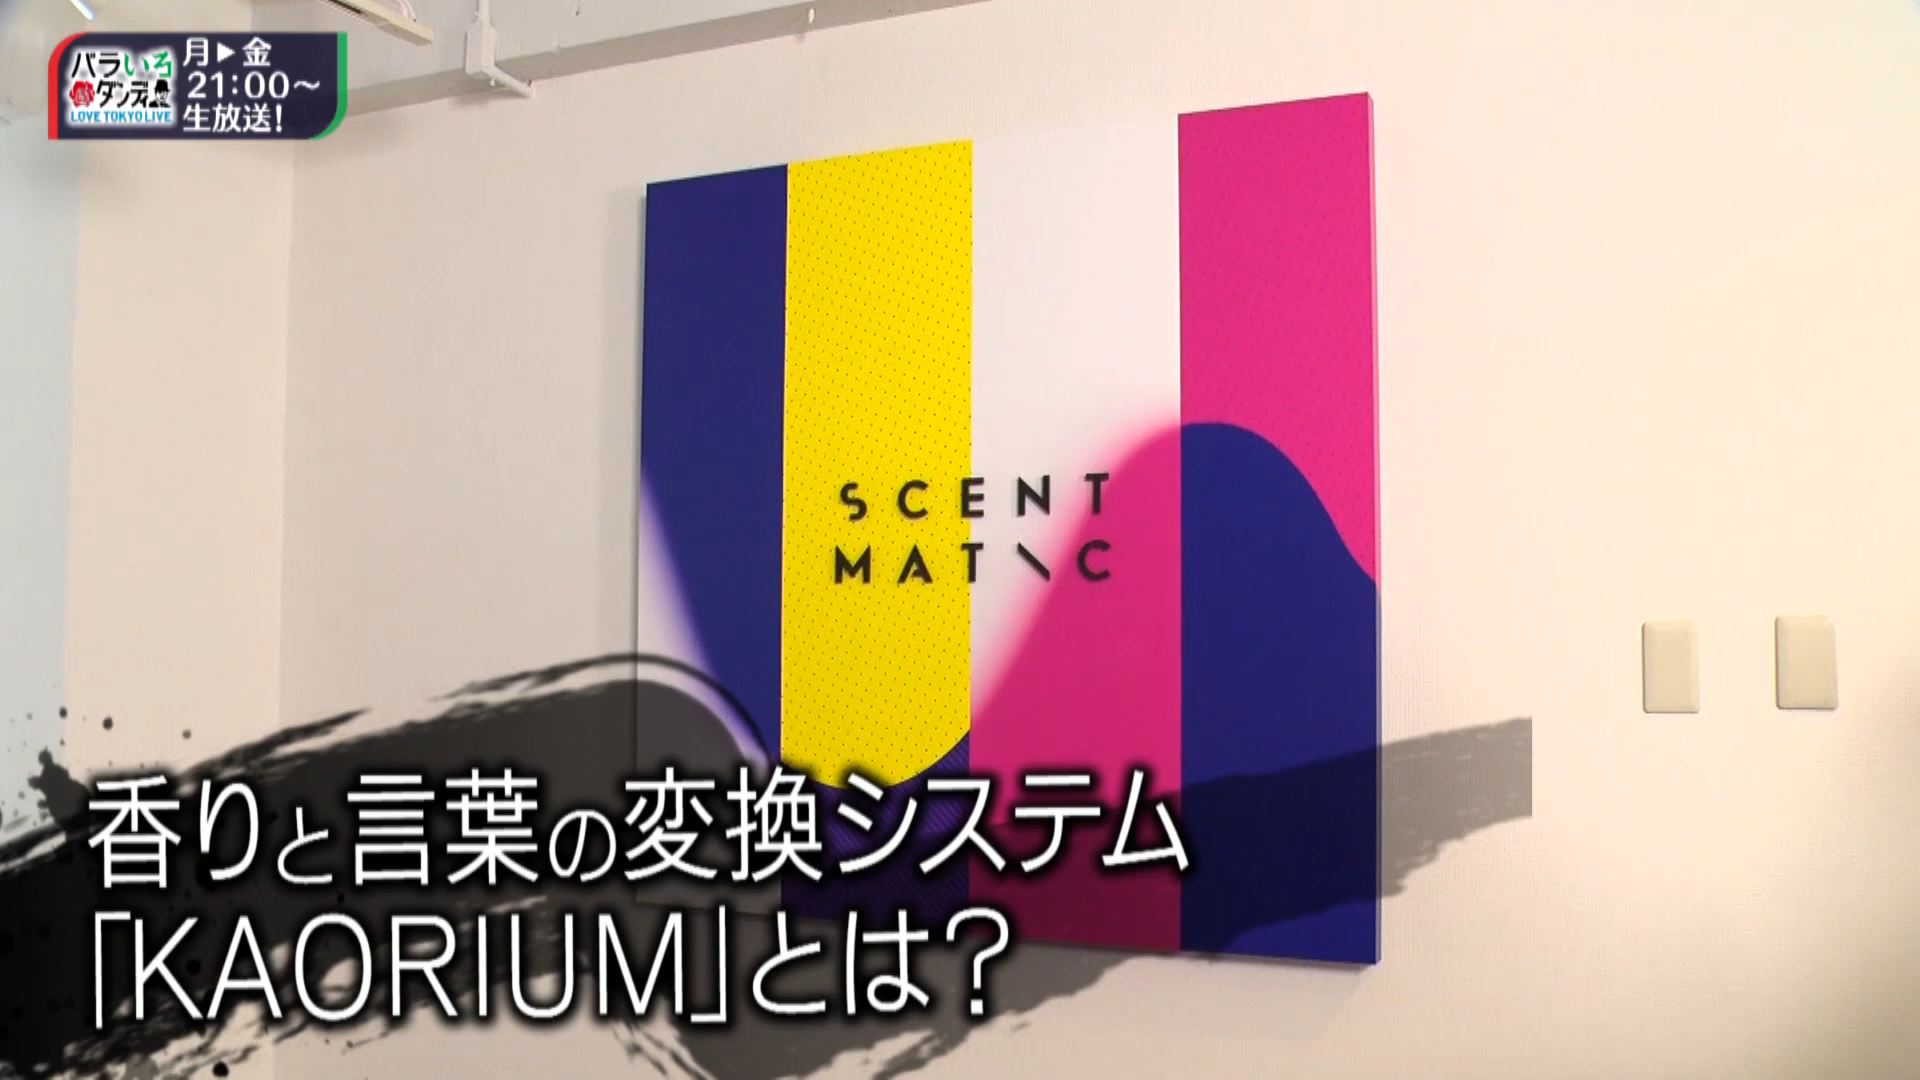 バラいろ
ダンディ
LOVE TOKYO LIVE
月▶金
21:00〜
生放送!
SCENT
MAT\C
香りと言葉の変換システム
「KAORIUM」とは?